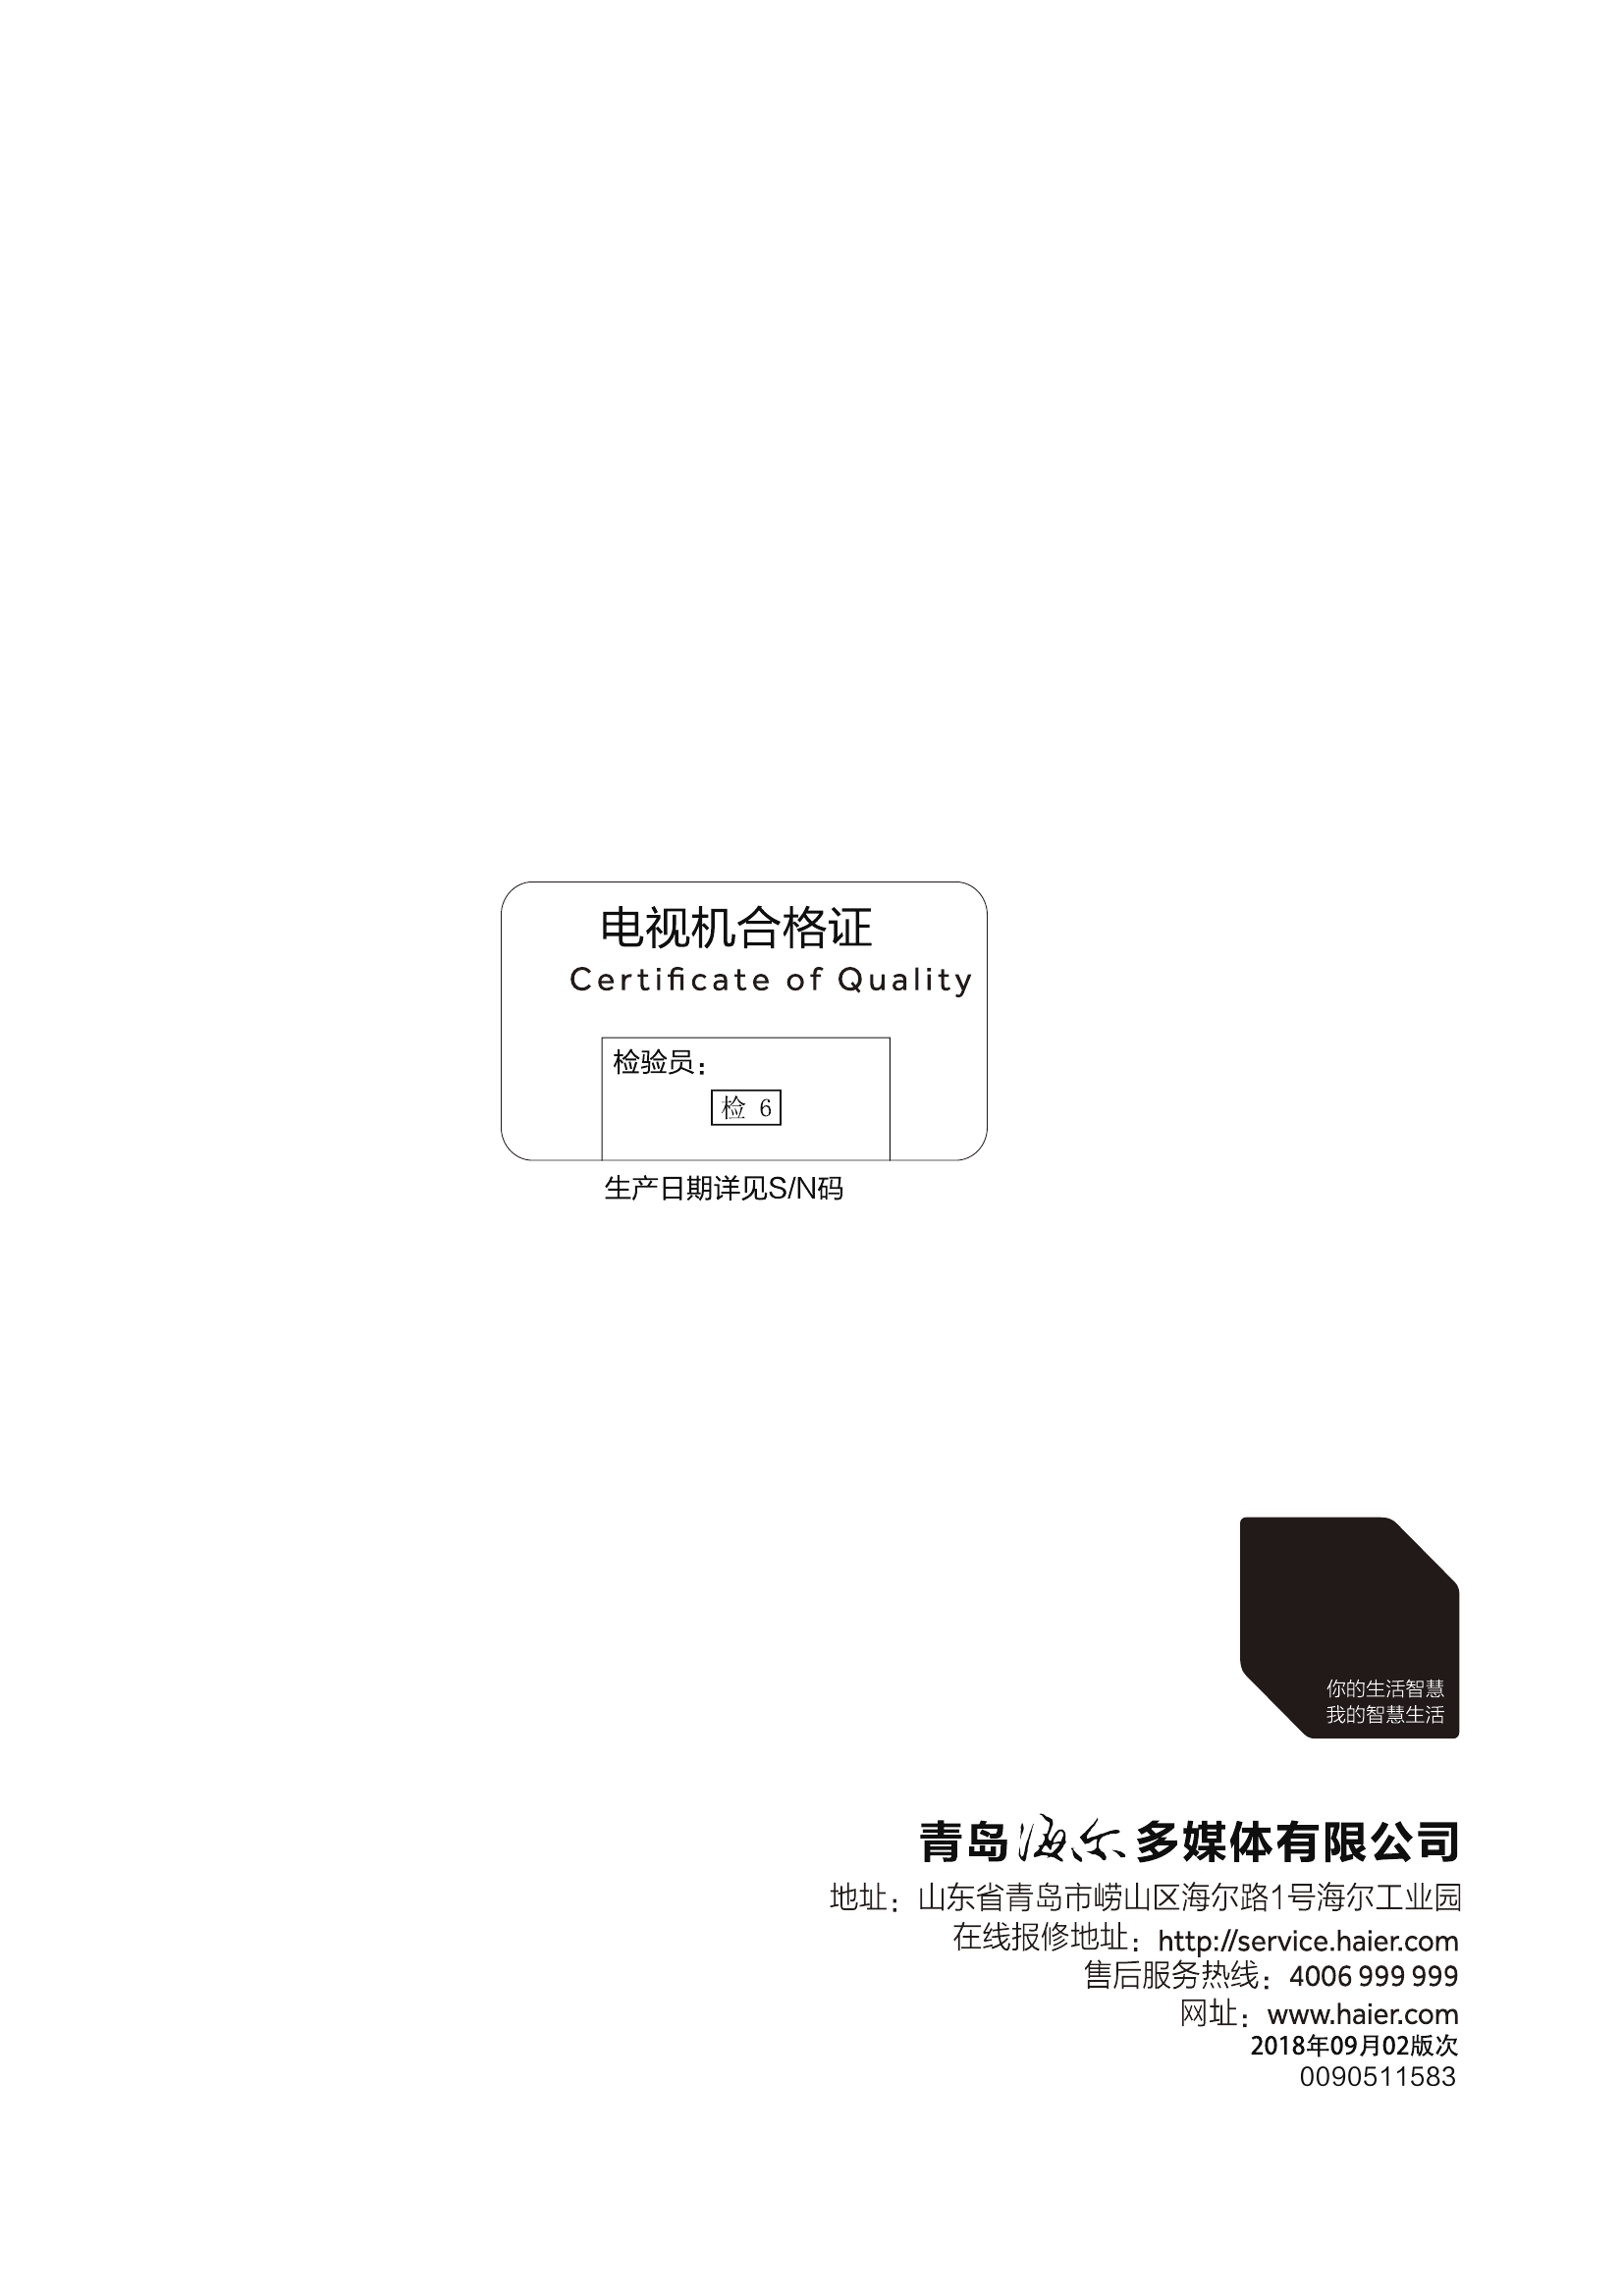 电视机合格证
Certificate of Quality
检验员：
检 6
生产日期详见S/N码
你的生活智慧
我的智慧生活
青岛海尔多媒体有限公司
地址：山东省青岛市崂山区海尔路1号海尔工业园
在线报修地址：http://service.haier.com
售后服务热线：4006 999 999
网址：www.haier.com
2018年09月02版次
0090511583